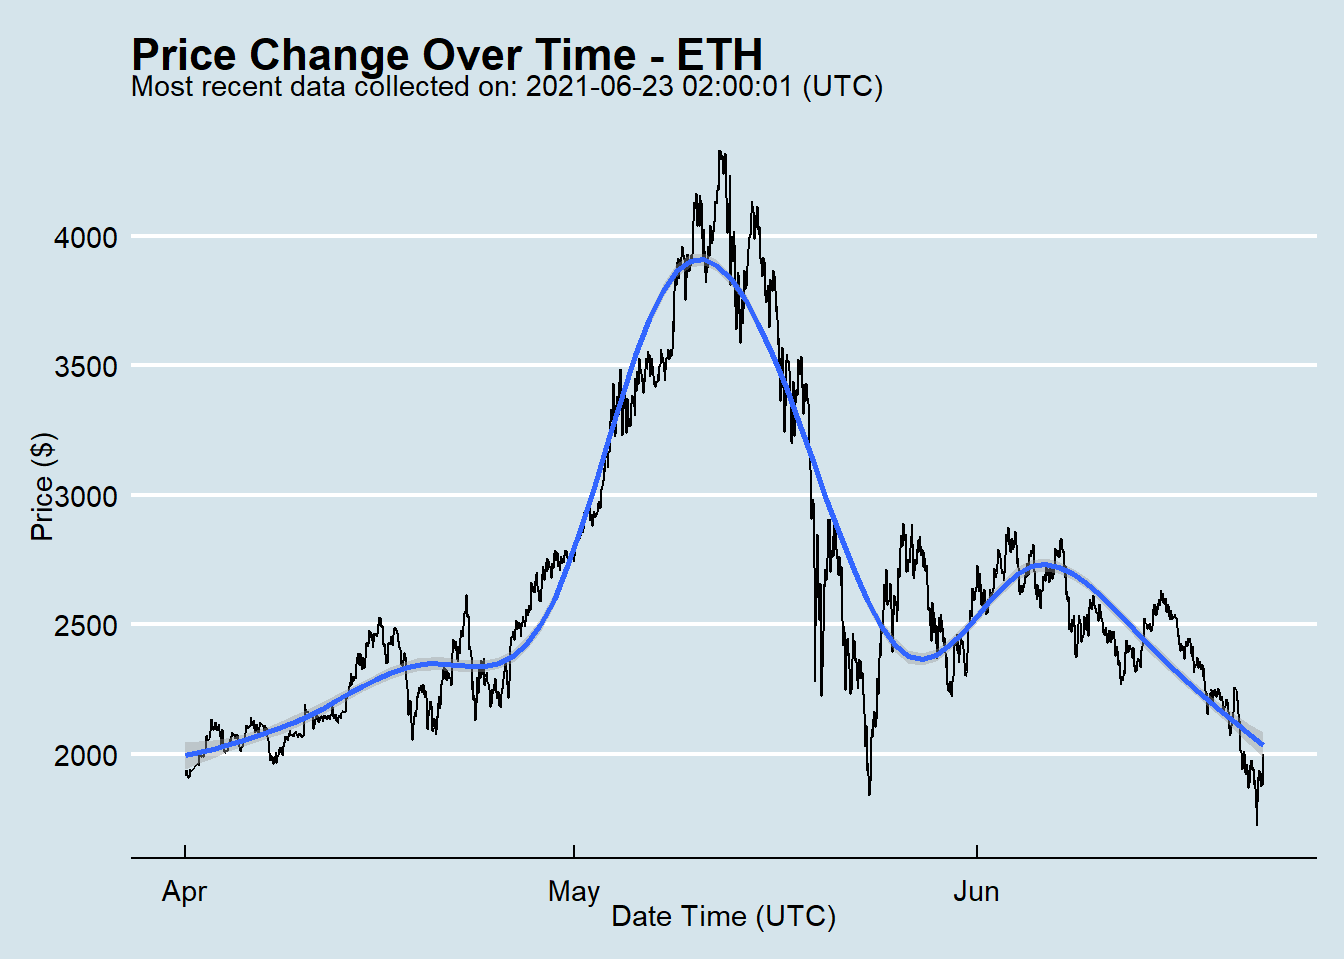 Price Change Over Time - ETH
Most recent data collected on: 2021-06-23 02:00:01 (UTC)
Price ($)
4000
3500
3000
2500
2000
Apr
May
Jun
Date Time (UTC)